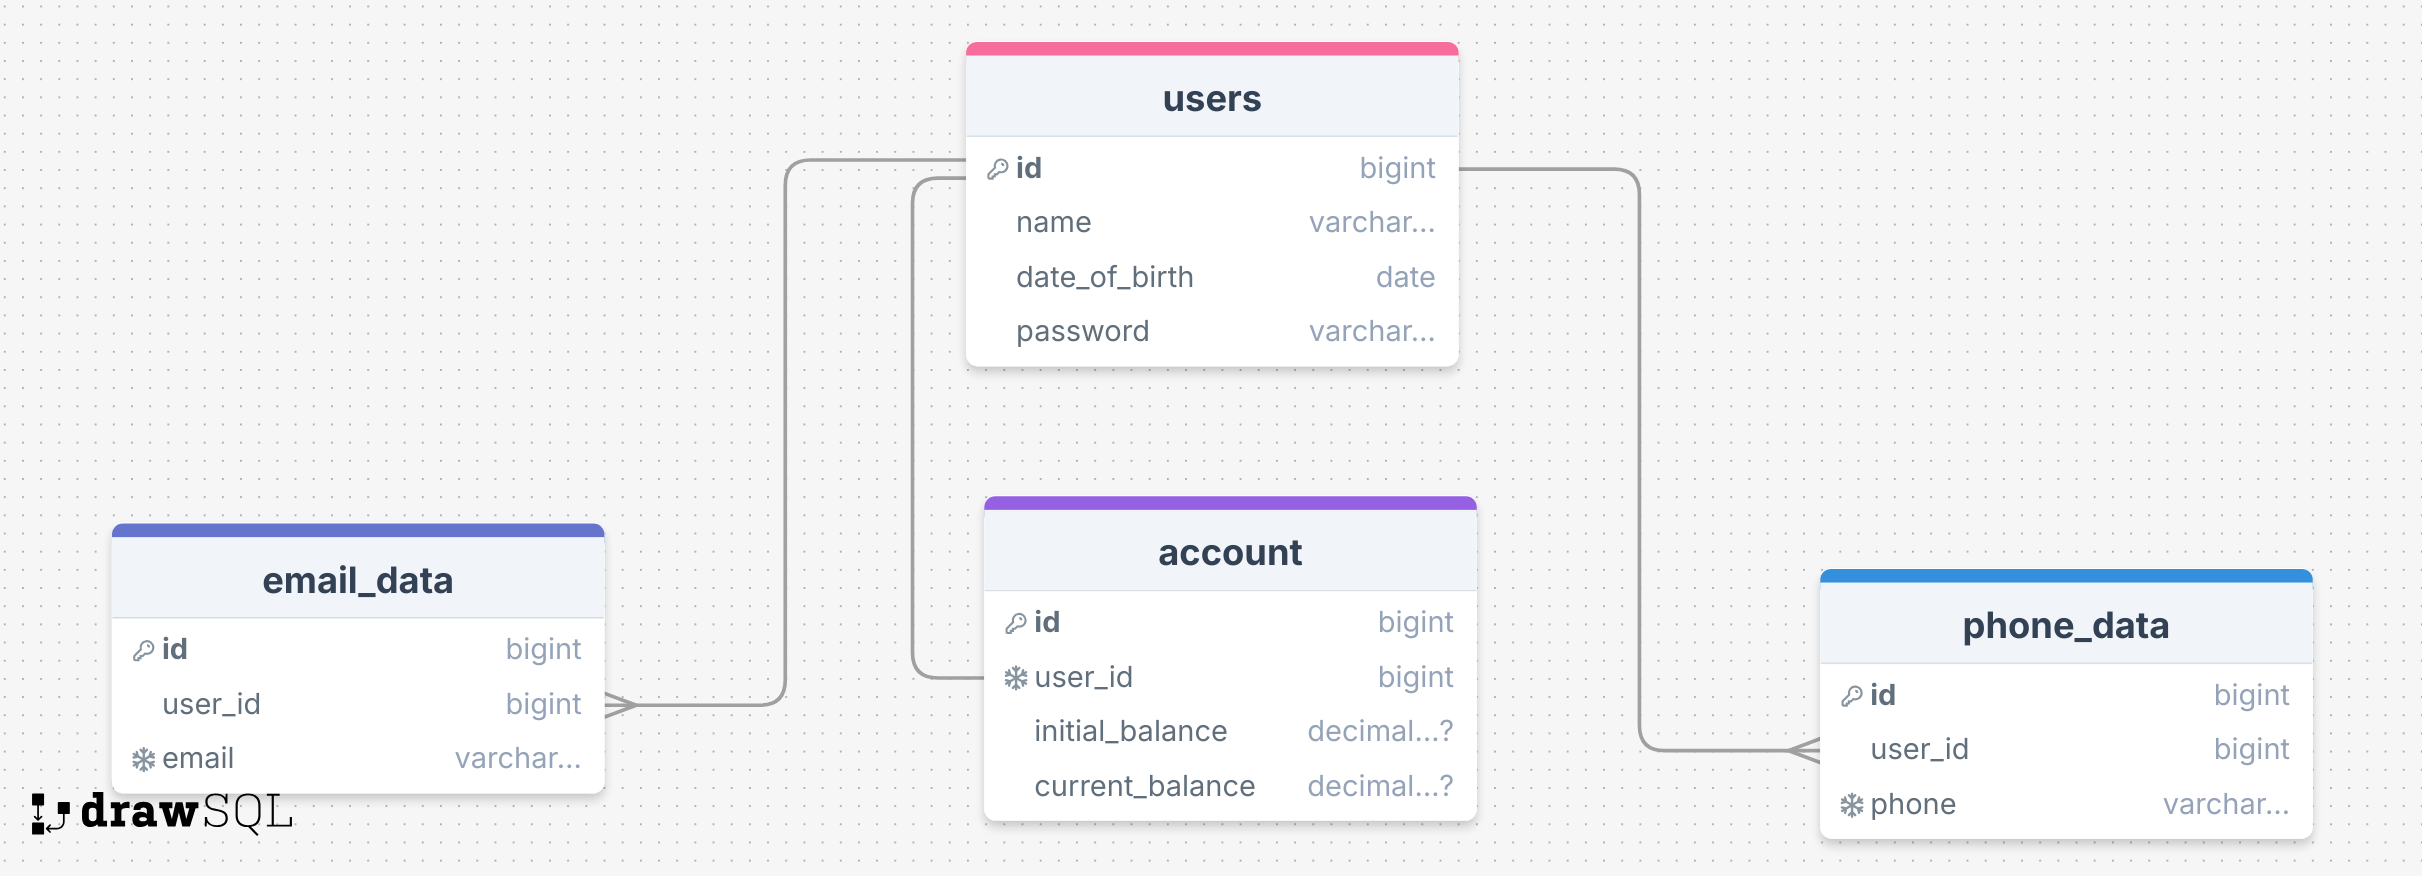 users
id bigint
name varchar...
date_of_birth date
password varchar...
email_data
id bigint
user_id bigint
email varchar...
account
id bigint
user_id bigint
initial_balance decimal...?
current_balance decimal...?
phone_data
id bigint
user_id bigint
phone varchar...
drawSQL